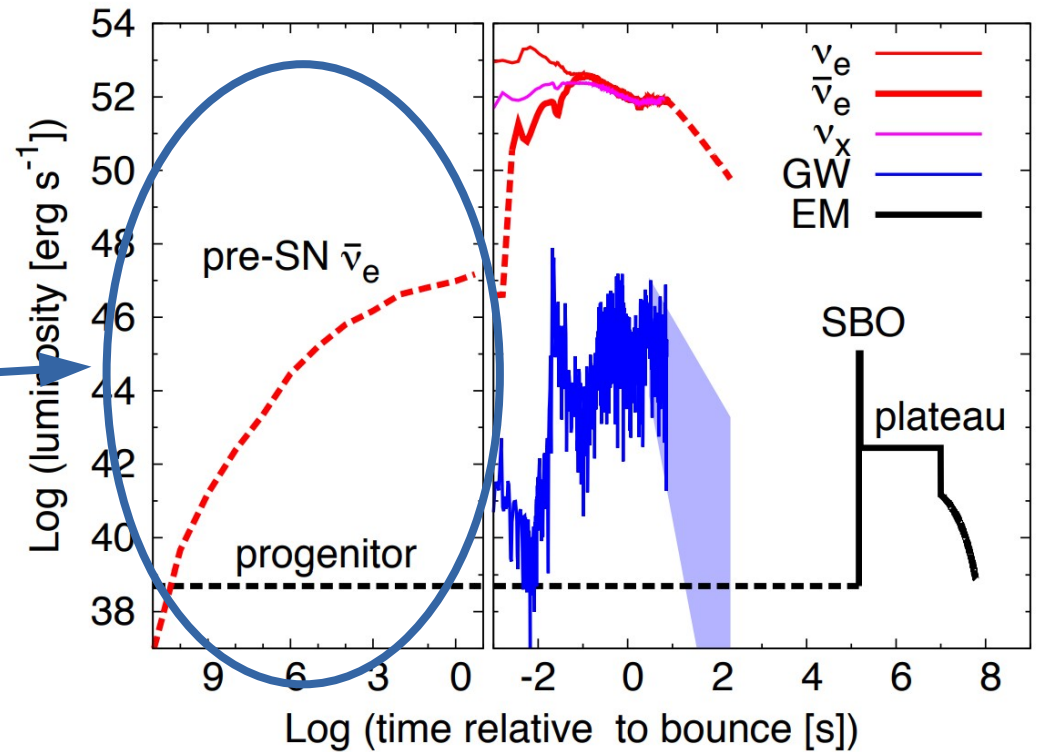 Log (luminosity [erg s⁻¹])
54
52
50
48
46
44
42
40
38
pre-SN ν̄ₑ
progenitor
νₑ
ν̄ₑ
νₓ
GW
EM
SBO
plateau
9 6 3 0 -2 0 2 4 6 8
Log (time relative to bounce [s])